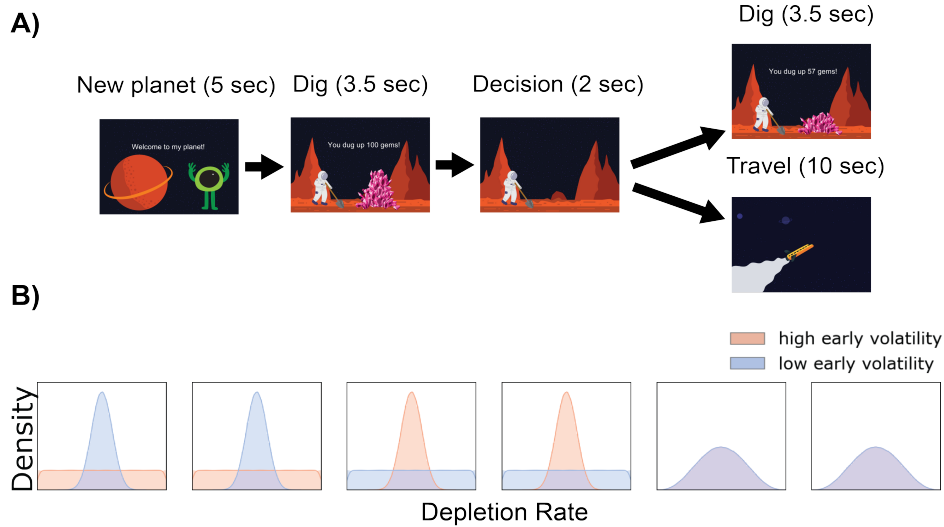 A)
New planet (5 sec)
Welcome to my planet!
Dig (3.5 sec)
You dug up 100 gems!
Decision (2 sec)
Dig (3.5 sec)
You dug up 57 gems!
Travel (10 sec)
B)
high early volatility
low early volatility
Density
Depletion Rate